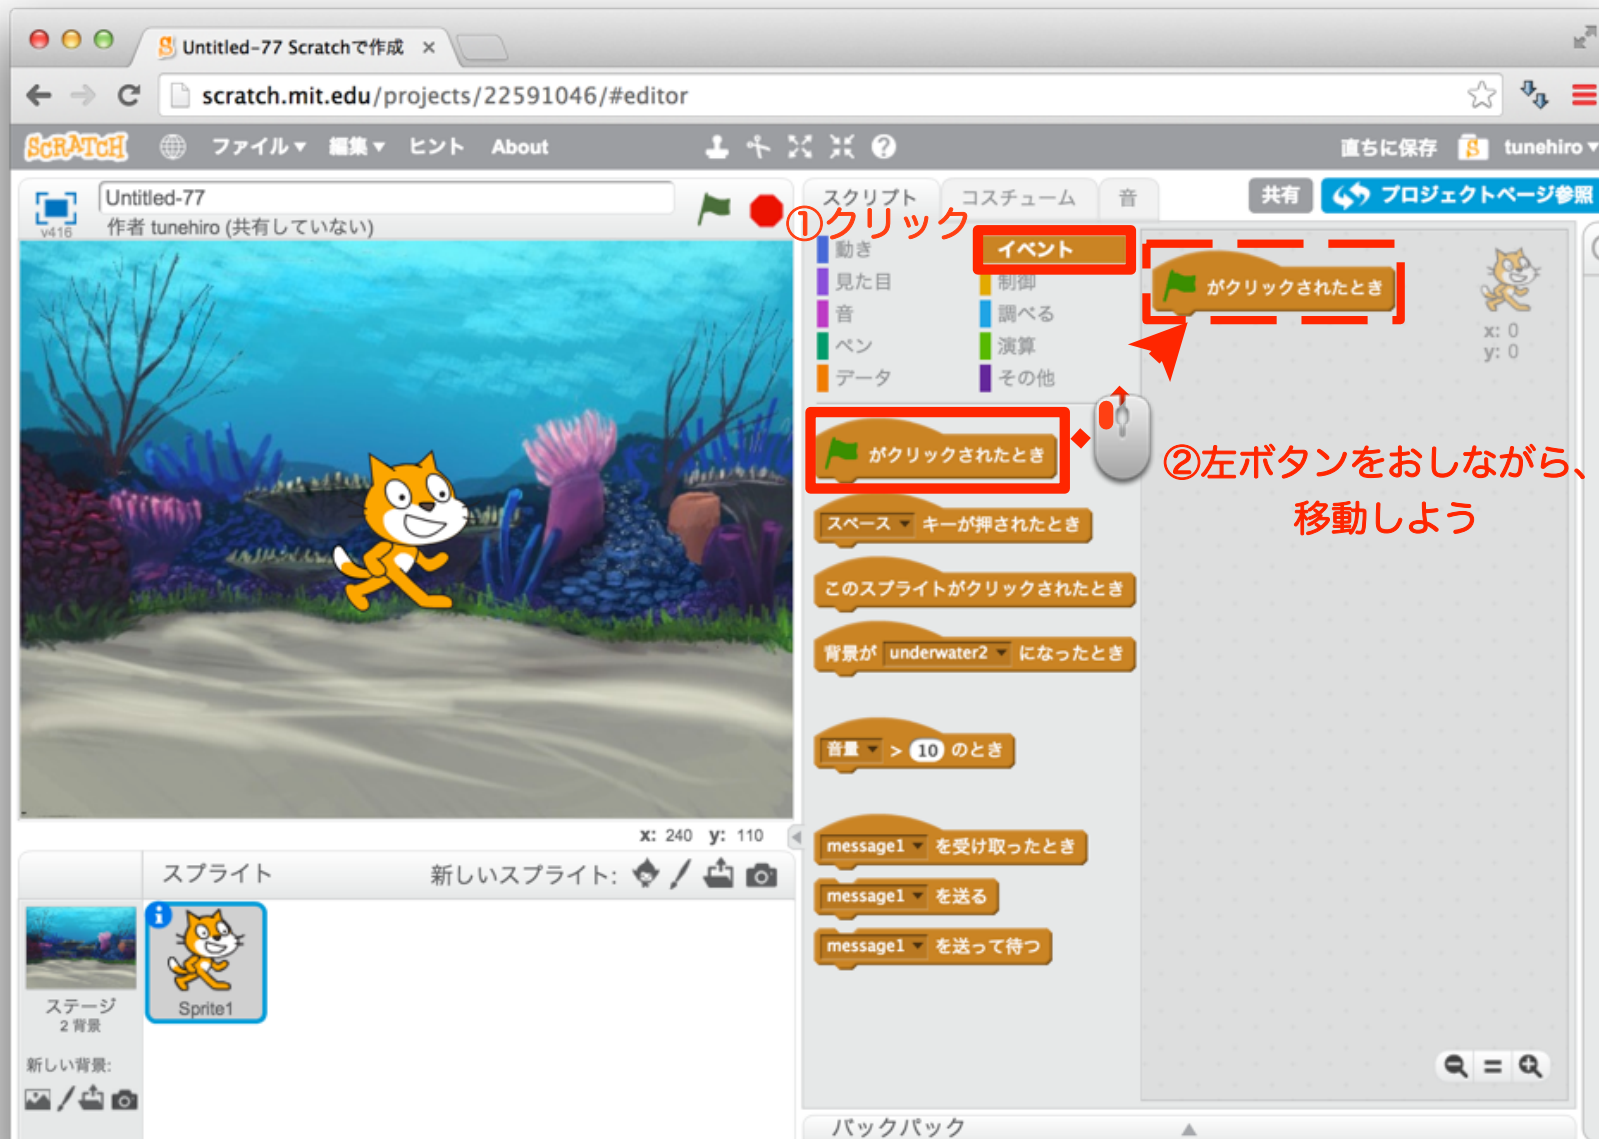 Untitled-77 Scratchで作成
scratch.mit.edu/projects/22591046/#editor
SCRATCH ファイル 編集 ヒント About 直ちに保存 tunehiro
Untitled-77
作者 tunehiro (共有していない)
v416
スクリプト コスチューム 音 共有 プロジェクトページ参照
①クリック
動き イベント
見た目 制御
音 調べる
ペン 演算
データ その他
がクリックされたとき
x: 0
y: 0
がクリックされたとき
②左ボタンをおしながら、
移動しよう
スペース キーが押されたとき
このスプライトがクリックされたとき
背景が underwater2 になったとき
音量 > 10 のとき
message1 を受け取ったとき
message1 を送る
message1 を送って待つ
x: 240 y: 110
スプライト 新しいスプライト:
ステージ
2 背景
Sprite1
新しい背景:
バックパック